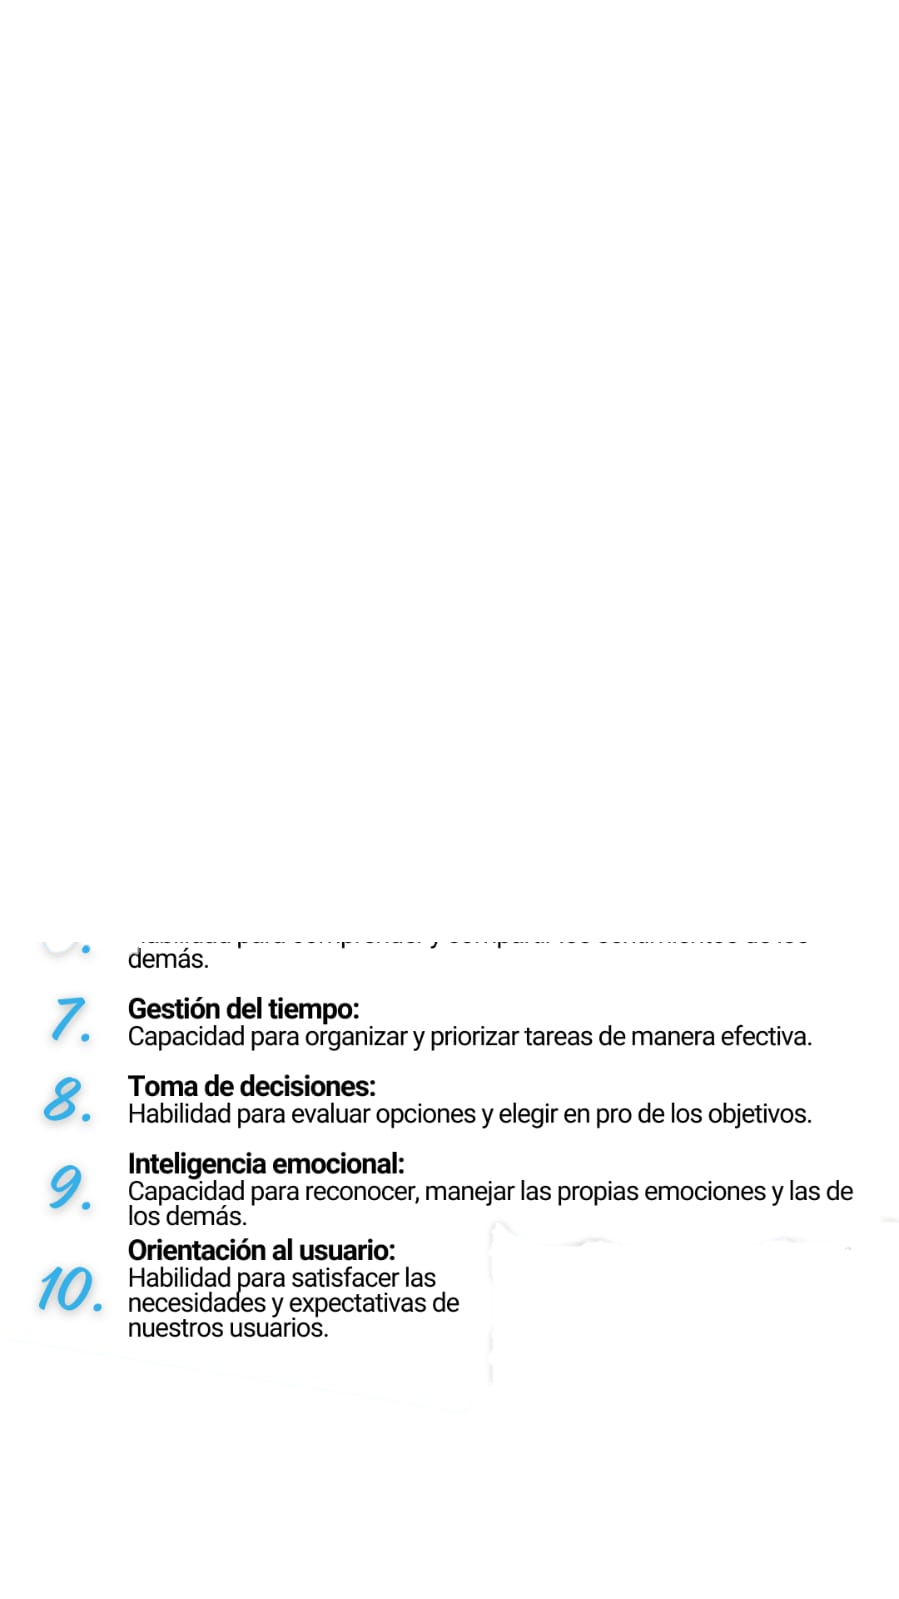 demás.
7. Gestión del tiempo:
Capacidad para organizar y priorizar tareas de manera efectiva.
8. Toma de decisiones:
Habilidad para evaluar opciones y elegir en pro de los objetivos.
9. Inteligencia emocional:
Capacidad para reconocer, manejar las propias emociones y las de
los demás.
10. Orientación al usuario:
Habilidad para satisfacer las
necesidades y expectativas de
nuestros usuarios.